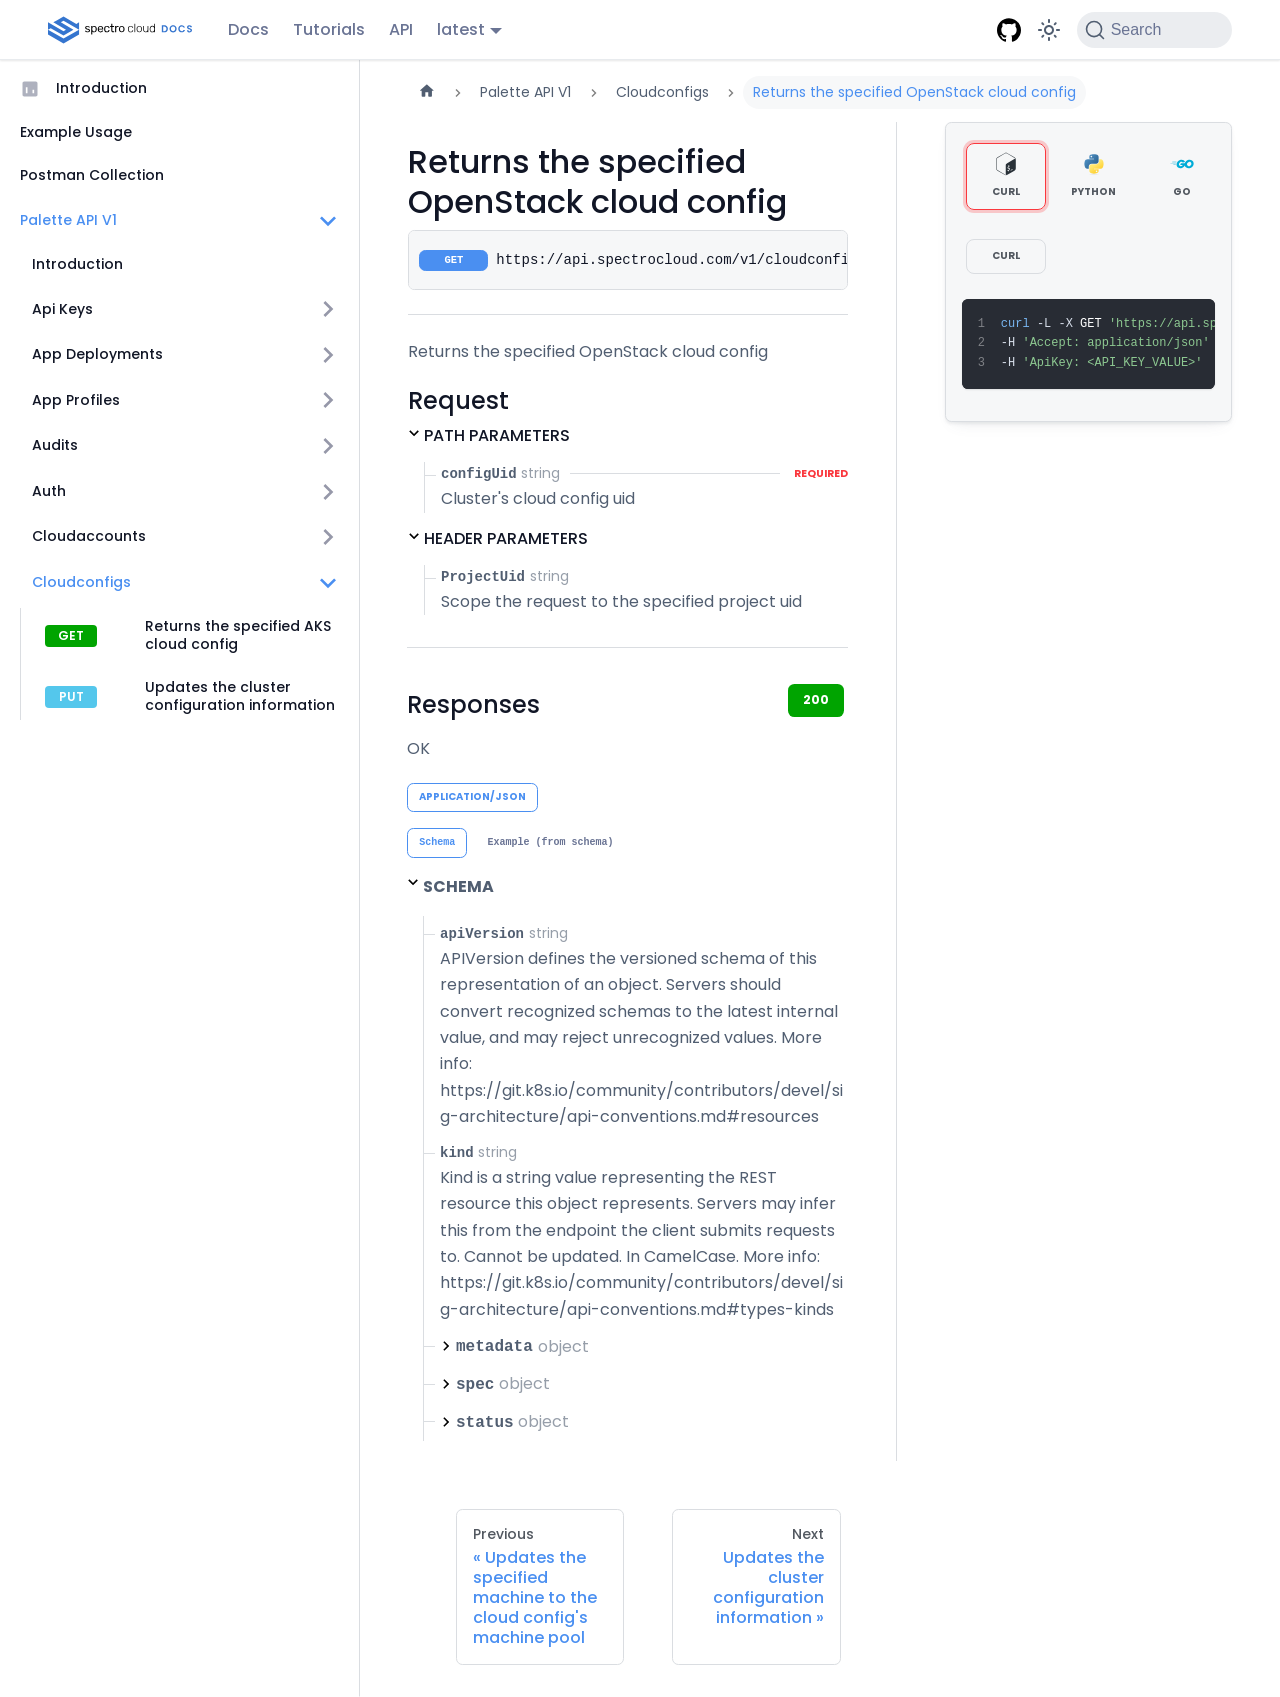 spectro cloud DOCS
Docs
Tutorials
API
latest
Search
Introduction
Example Usage
Postman Collection
Palette API V1
Introduction
Api Keys
App Deployments
App Profiles
Audits
Auth
Cloudaccounts
Cloudconfigs
GET
Returns the specified AKS
cloud config
PUT
Updates the cluster
configuration information
Palette API V1
Cloudconfigs
Returns the specified OpenStack cloud config
Returns the specified
OpenStack cloud config
GET https://api.spectrocloud.com/v1/cloudconfi
Returns the specified OpenStack cloud config
Request
PATH PARAMETERS
configUid string REQUIRED
Cluster's cloud config uid
HEADER PARAMETERS
ProjectUid string
Scope the request to the specified project uid
Responses
200
OK
APPLICATION/JSON
Schema
Example (from schema)
SCHEMA
apiVersion string
APIVersion defines the versioned schema of this
representation of an object. Servers should
convert recognized schemas to the latest internal
value, and may reject unrecognized values. More
info:
https://git.k8s.io/community/contributors/devel/si
g-architecture/api-conventions.md#resources
kind string
Kind is a string value representing the REST
resource this object represents. Servers may infer
this from the endpoint the client submits requests
to. Cannot be updated. In CamelCase. More info:
https://git.k8s.io/community/contributors/devel/si
g-architecture/api-conventions.md#types-kinds
metadata object
spec object
status object
CURL
PYTHON
GO
CURL
1 curl -L -X GET 'https://api.sp
2 -H 'Accept: application/json'
3 -H 'ApiKey: <API_KEY_VALUE>'
Previous
« Updates the
specified
machine to the
cloud config's
machine pool
Next
Updates the
cluster
configuration
information »